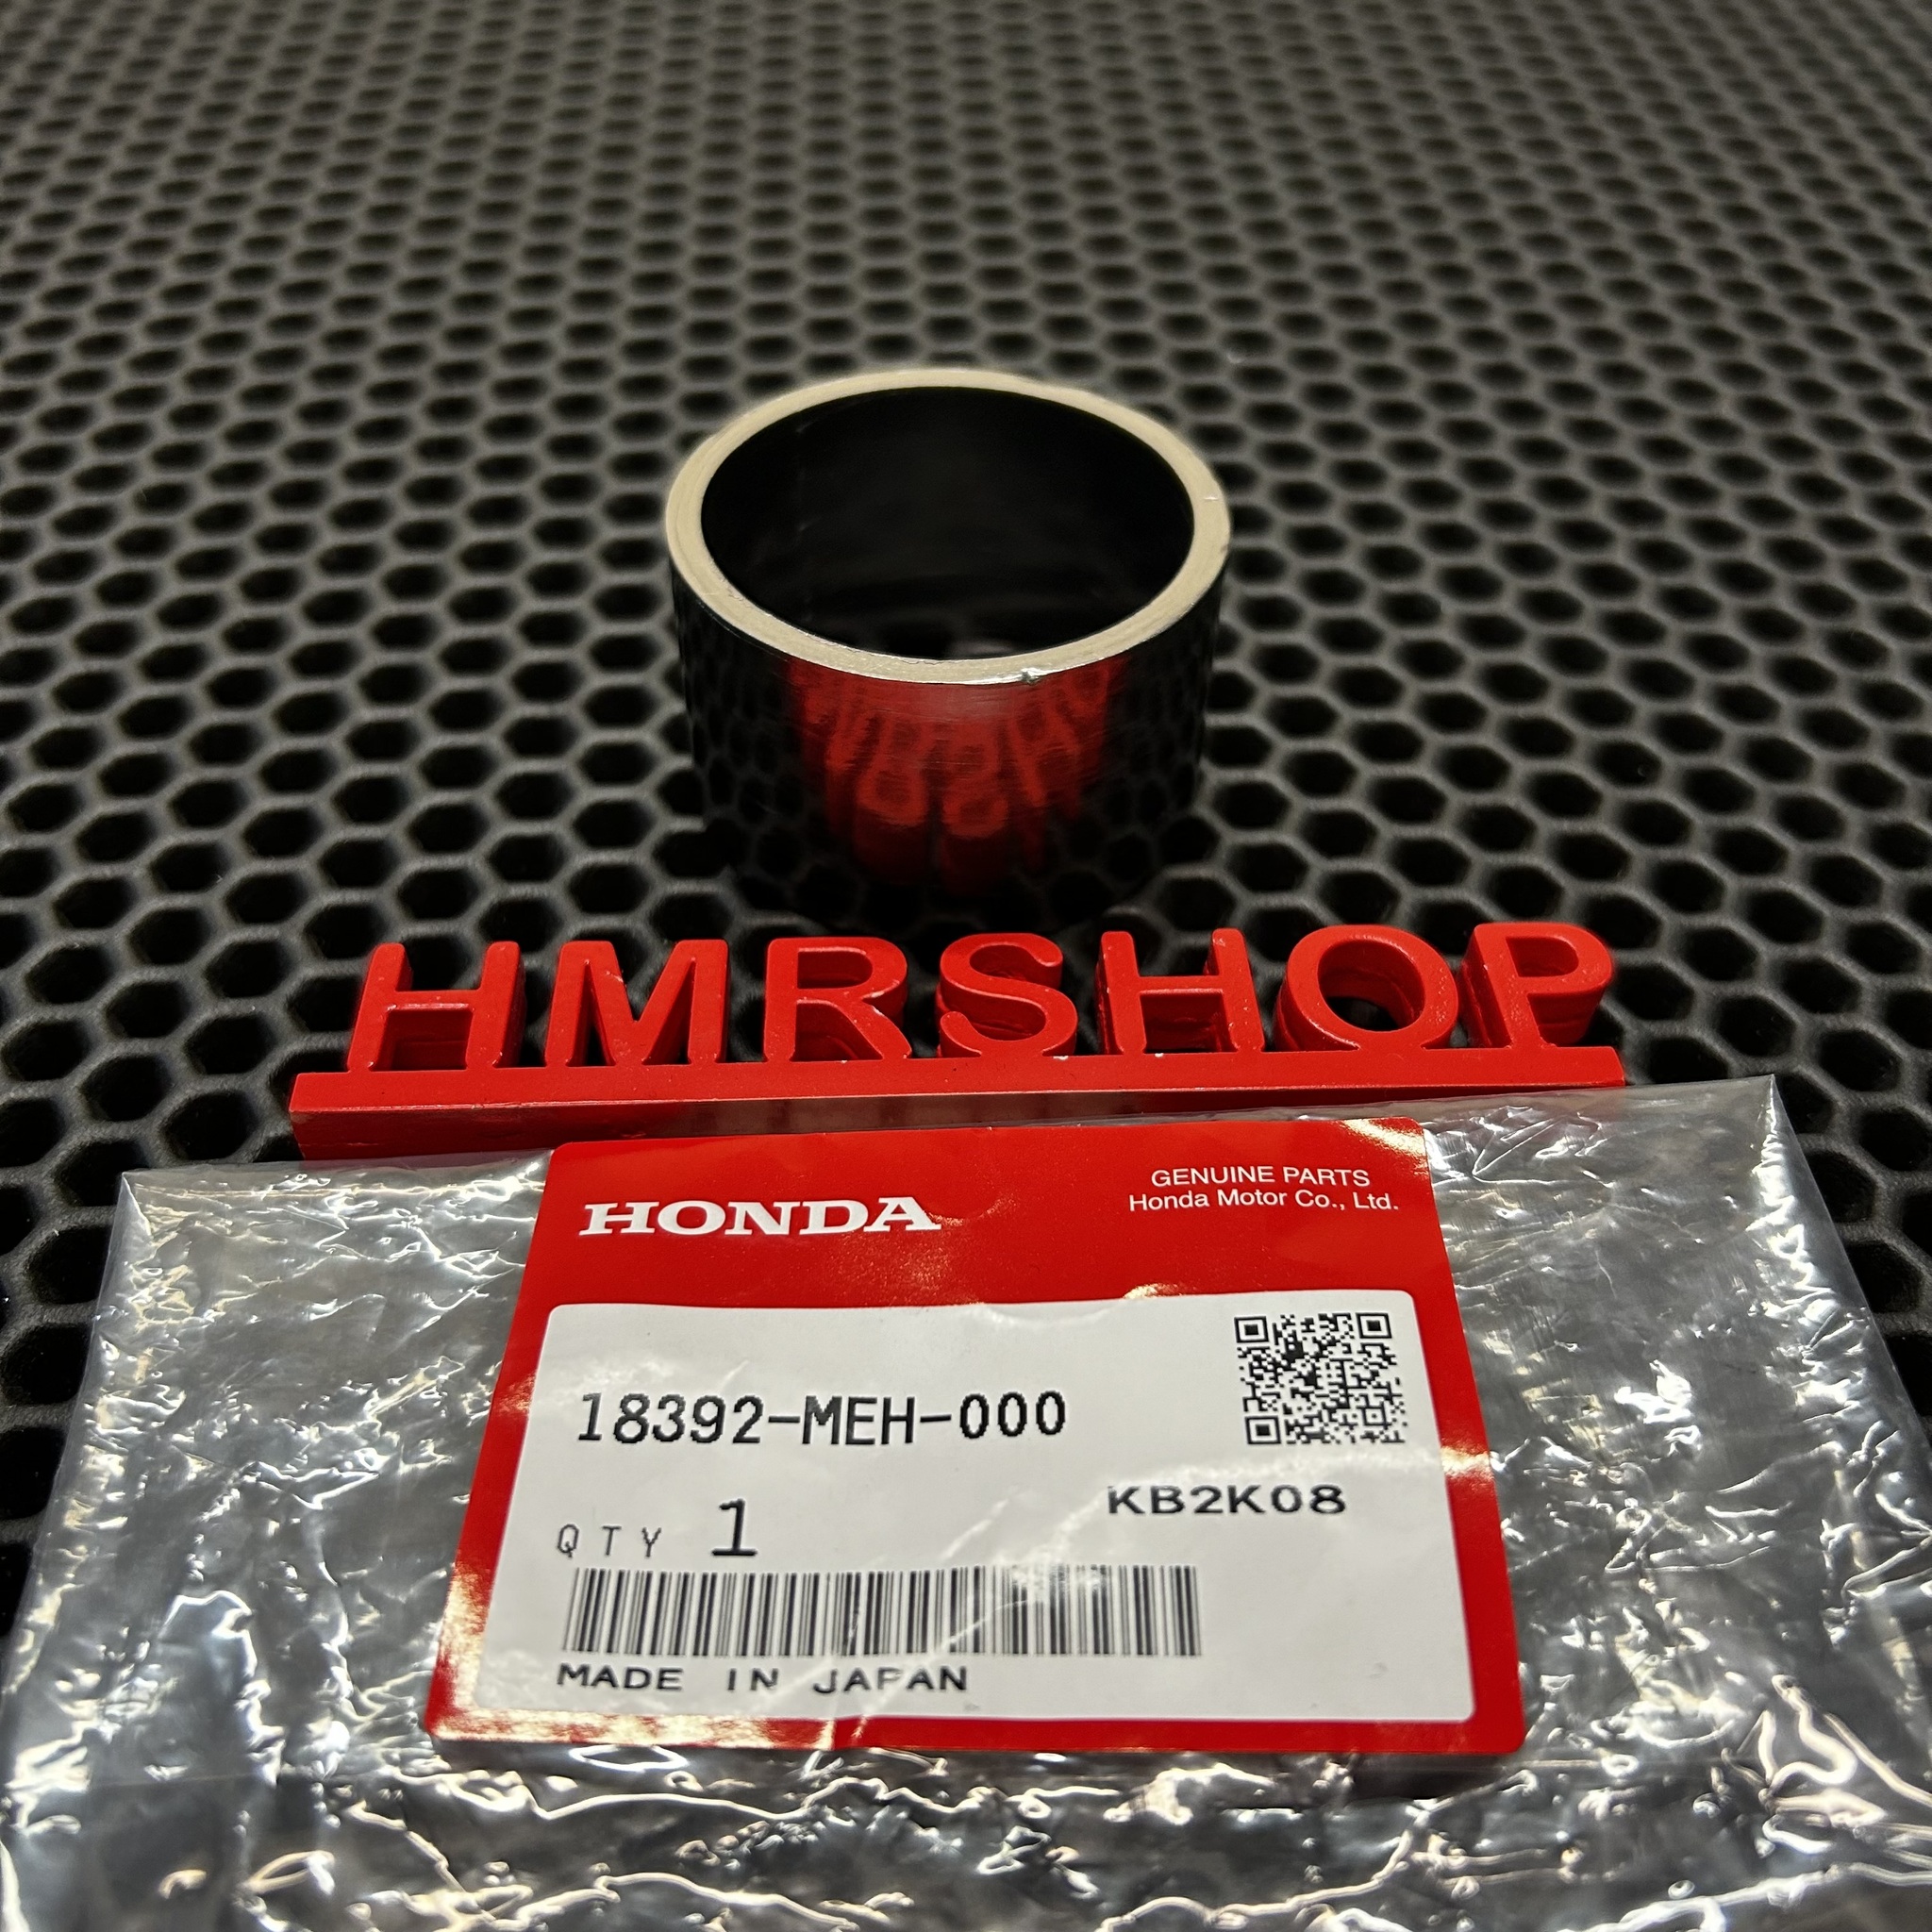 HMRSHOP
HONDA
GENUINE PARTS
Honda Motor Co., Ltd.
18392-MEH-000
KB2K08
QTY 1
MADE IN JAPAN